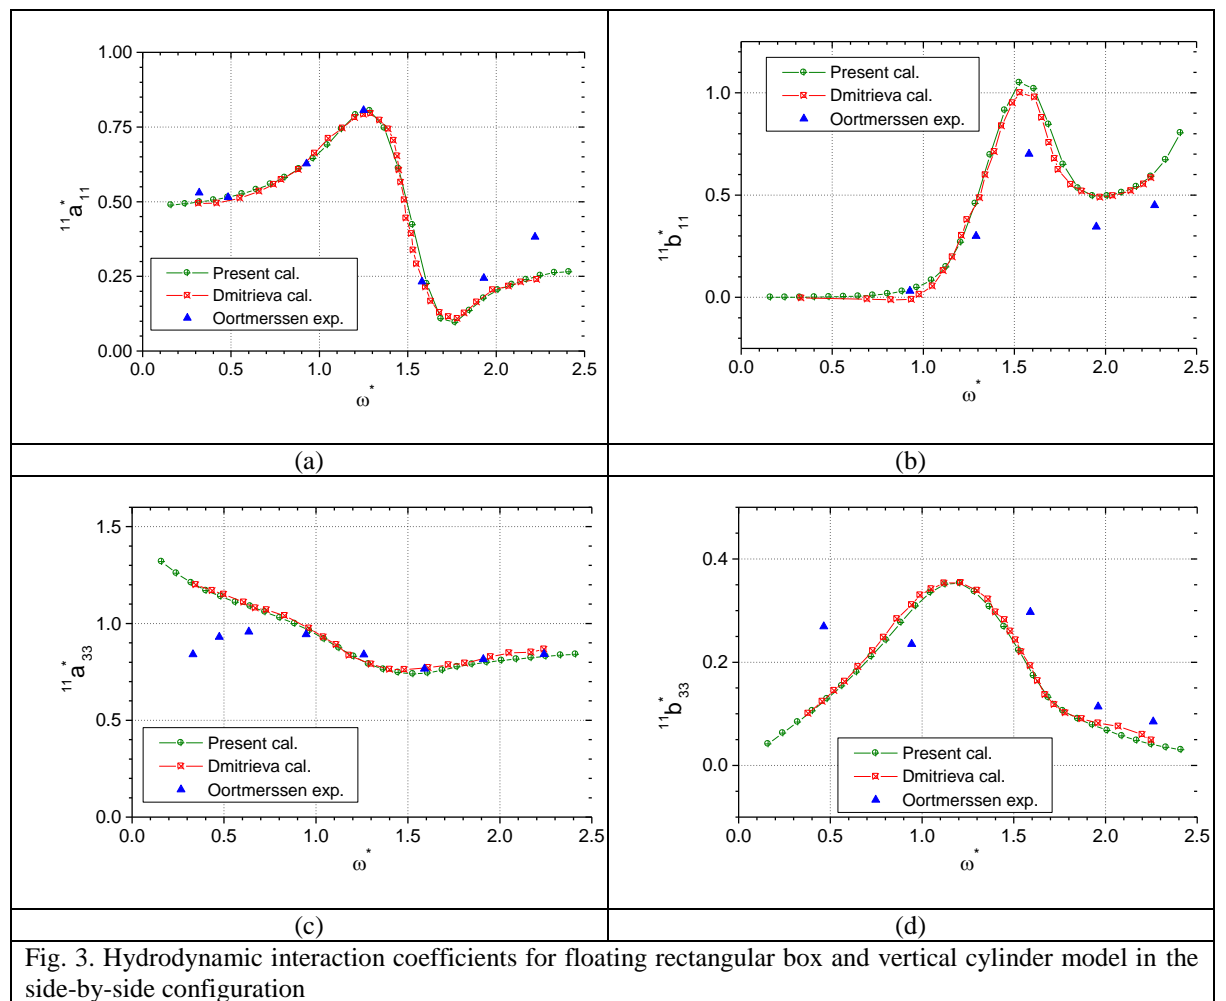 1.00
0.75
0.50
0.25
0.00
¹¹a*₁₁
Present cal.
Dmitrieva cal.
Oortmerssen exp.
0.0 0.5 1.0 1.5 2.0 2.5
ω*
(a)
1.0
0.5
0.0
¹¹b*₁₁
Present cal.
Dmitrieva cal.
Oortmerssen exp.
0.0 0.5 1.0 1.5 2.0 2.5
ω*
(b)
1.5
1.0
0.5
0.0
¹¹a*₃₃
Present cal.
Dmitrieva cal.
Oortmerssen exp.
0.0 0.5 1.0 1.5 2.0 2.5
ω*
(c)
0.4
0.2
0.0
¹¹b*₃₃
Present cal.
Dmitrieva cal.
Oortmerssen exp.
0.0 0.5 1.0 1.5 2.0 2.5
ω*
(d)
Fig. 3. Hydrodynamic interaction coefficients for floating rectangular box and vertical cylinder model in the
side-by-side configuration